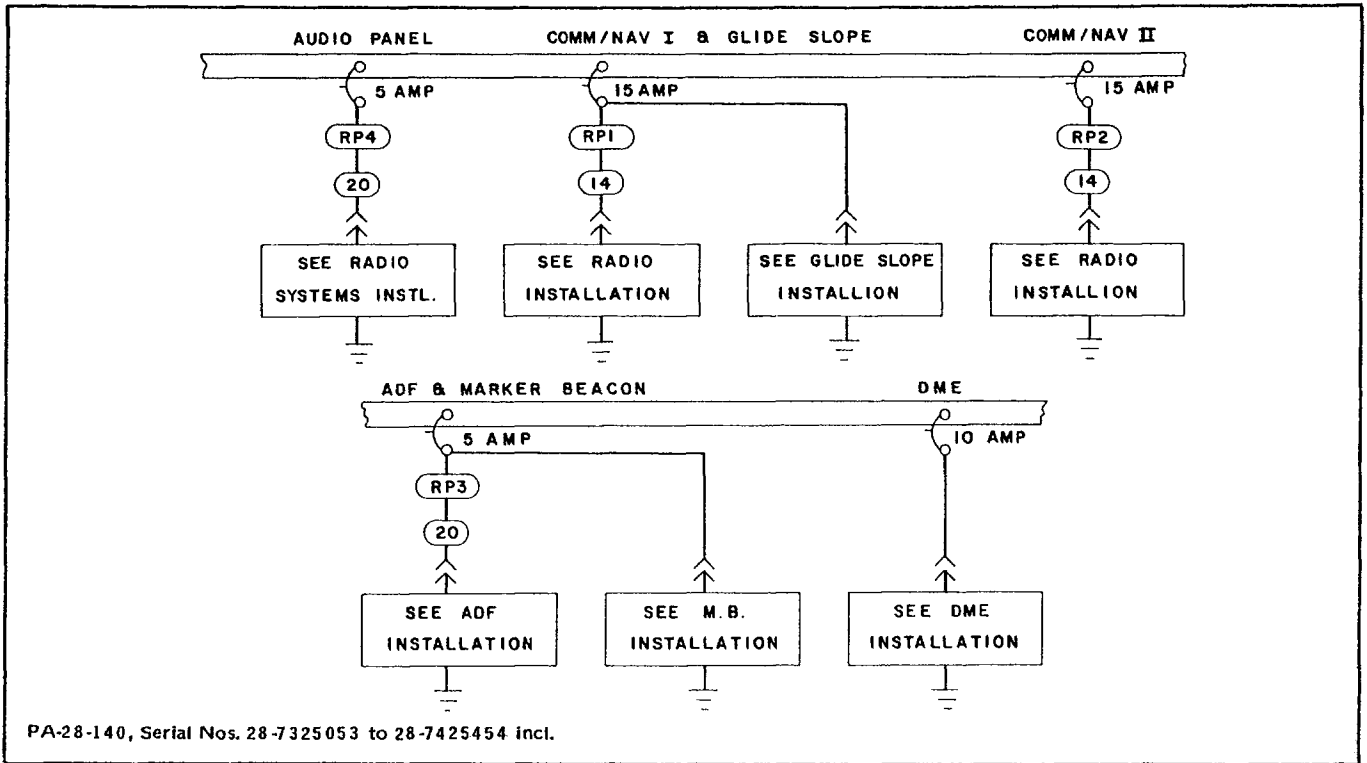 AUDIO PANEL
COMM/NAV I & GLIDE SLOPE
COMM/NAV II
5 AMP
15 AMP
15 AMP
RP4
RP1
RP2
20
14
14
SEE RADIO
SYSTEMS INSTL.
SEE RADIO
INSTALLATION
SEE GLIDE SLOPE
INSTALLION
SEE RADIO
INSTALLION
ADF & MARKER BEACON
DME
5 AMP
10 AMP
RP3
20
SEE ADF
INSTALLATION
SEE M.B.
INSTALLATION
SEE DME
INSTALLATION
PA-28-140, Serial Nos. 28-7325053 to 28-7425454 incl.